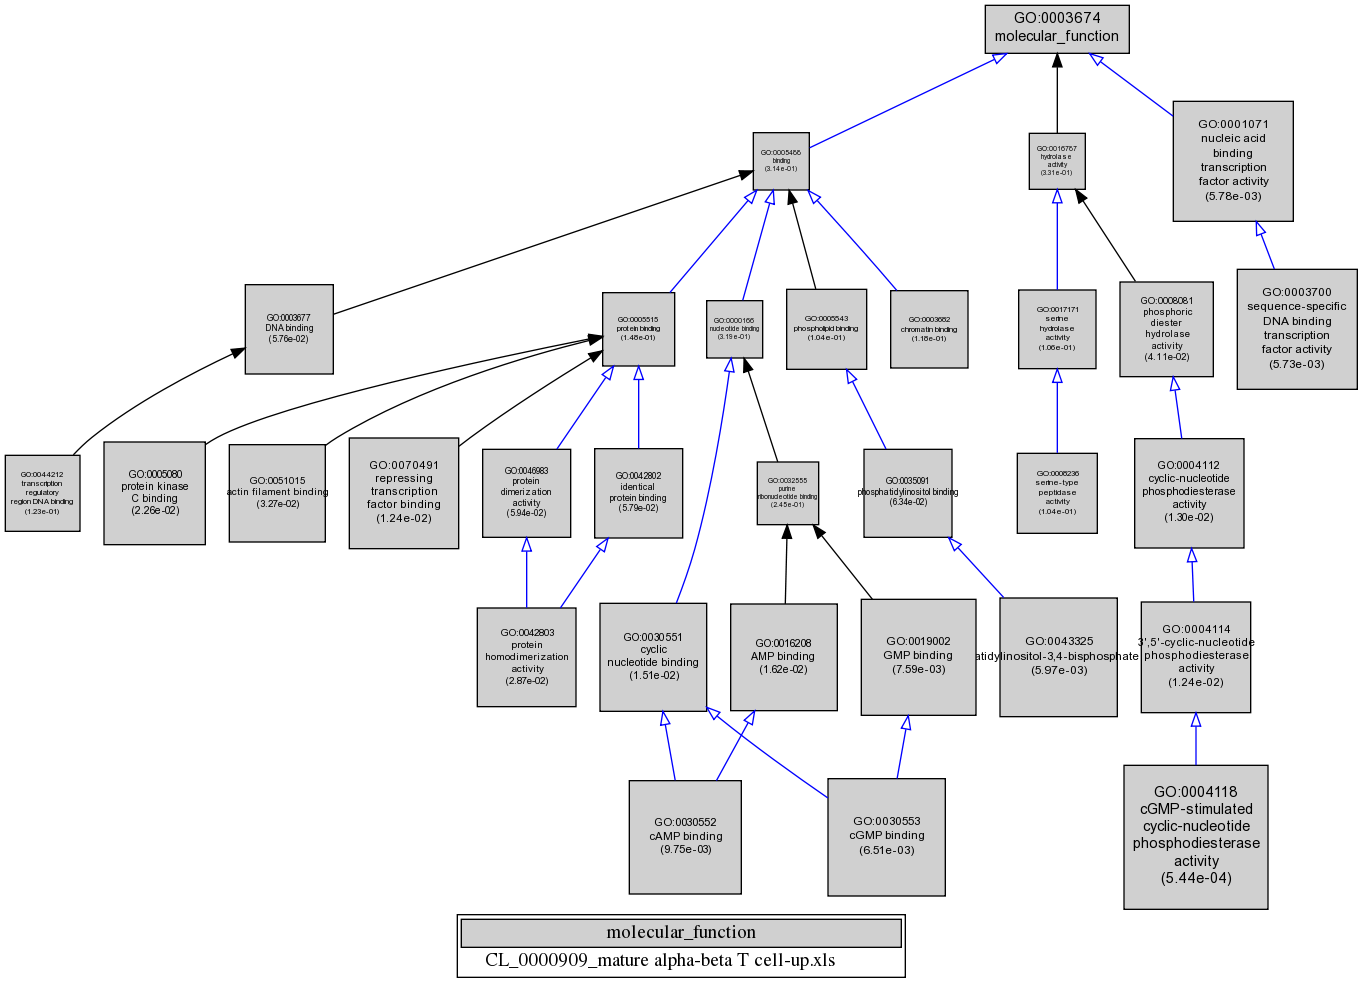 GO:0003674
molecular_function
GO:0001071
nucleic acid
binding
transcription
factor activity
(5.78e-03)
GO:0005488
binding
(3.14e-01)
GO:0016787
hydrolase
activity
(3.31e-01)
GO:0003700
sequence-specific
DNA binding
transcription
factor activity
(5.73e-03)
GO:0003677
DNA binding
(5.76e-02)
GO:0005515
protein binding
(1.48e-01)
GO:0000166
nucleotide binding
(3.19e-01)
GO:0005543
phospholipid binding
(1.04e-01)
GO:0003682
chromatin binding
(1.18e-01)
GO:0017171
serine
hydrolase
activity
(1.06e-01)
GO:0008081
phosphoric
diester
hydrolase
activity
(4.11e-02)
GO:0044212
transcription
regulatory
region DNA binding
(1.23e-01)
GO:0005080
protein kinase
C binding
(2.26e-02)
GO:0051015
actin filament binding
(3.27e-02)
GO:0070491
repressing
transcription
factor binding
(1.24e-02)
GO:0046983
protein
dimerization
activity
(5.94e-02)
GO:0042802
identical
protein binding
(5.79e-02)
GO:0032555
purine
ribonucleotide binding
(2.45e-01)
GO:0035091
phosphatidylinositol binding
(6.34e-02)
GO:0008236
serine-type
peptidase
activity
(1.04e-01)
GO:0004112
cyclic-nucleotide
phosphodiesterase
activity
(1.30e-02)
GO:0042803
protein
homodimerization
activity
(2.87e-02)
GO:0030551
cyclic
nucleotide binding
(1.51e-02)
GO:0016208
AMP binding
(1.62e-02)
GO:0019002
GMP binding
(7.59e-03)
GO:0043325
atidylinositol-3,4-bisphosphate
(5.97e-03)
GO:0004114
3',5'-cyclic-nucleotide
phosphodiesterase
activity
(1.24e-02)
GO:0030552
cAMP binding
(9.75e-03)
GO:0030553
cGMP binding
(6.51e-03)
GO:0004118
cGMP-stimulated
cyclic-nucleotide
phosphodiesterase
activity
(5.44e-04)
molecular_function
CL_0000909_mature alpha-beta T cell-up.xls